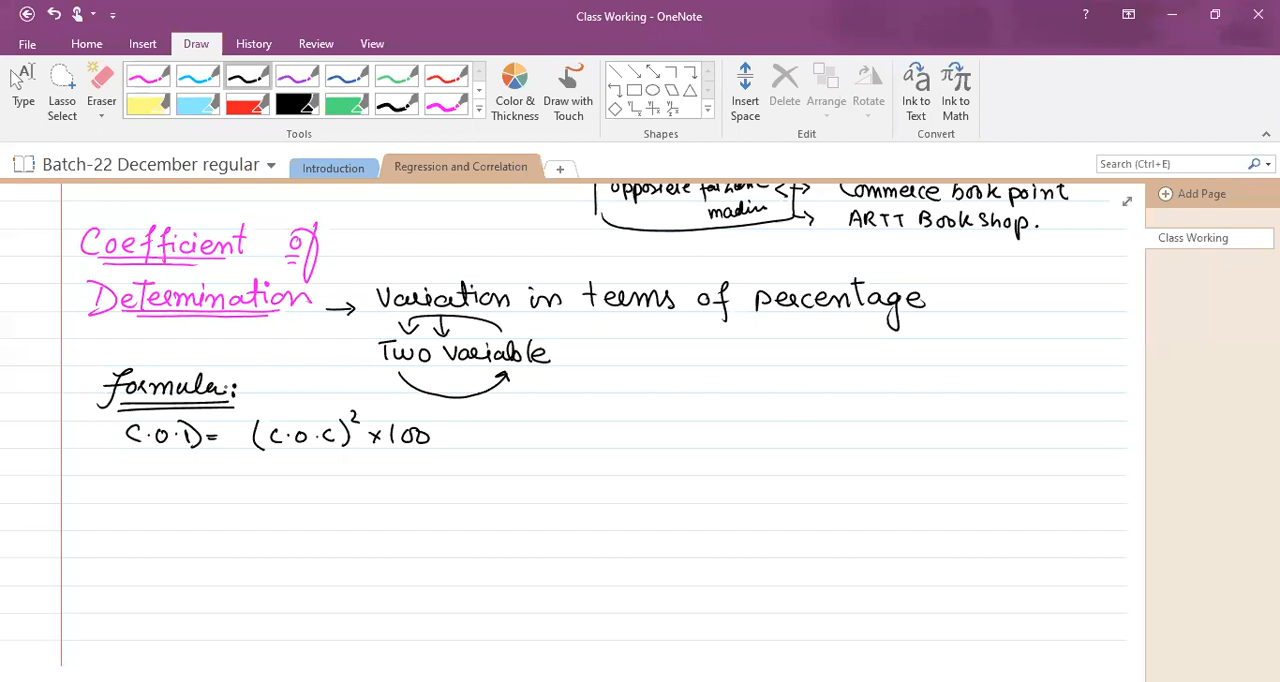 Class Working - OneNote
?
File Home Insert Draw History Review View
Type
Lasso Select
Eraser
Color & Thickness
Draw with Touch
Insert Space
Delete
Arrange
Rotate
Ink to Text
Ink to Math
Tools
Shapes
Edit
Convert
Batch-22 December regular
Introduction
Regression and Correlation
Search (Ctrl+E)
Add Page
Class Working
opposite
madin
Commerce book point
ARTT Book Shop.
Coefficient of
Determination → Variation in terms of percentage
Two Variable
formula:
C.O.D = (C.O.C)² × 100